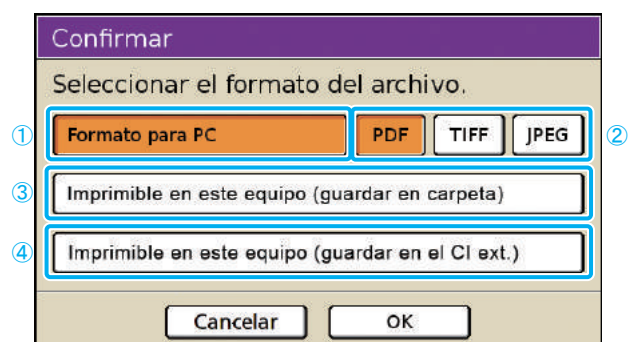 Confirmar
Seleccionar el formato del archivo.
① Formato para PC PDF TIFF JPEG ②
③ Imprimible en este equipo (guardar en carpeta)
④ Imprimible en este equipo (guardar en el CI ext.)
Cancelar OK